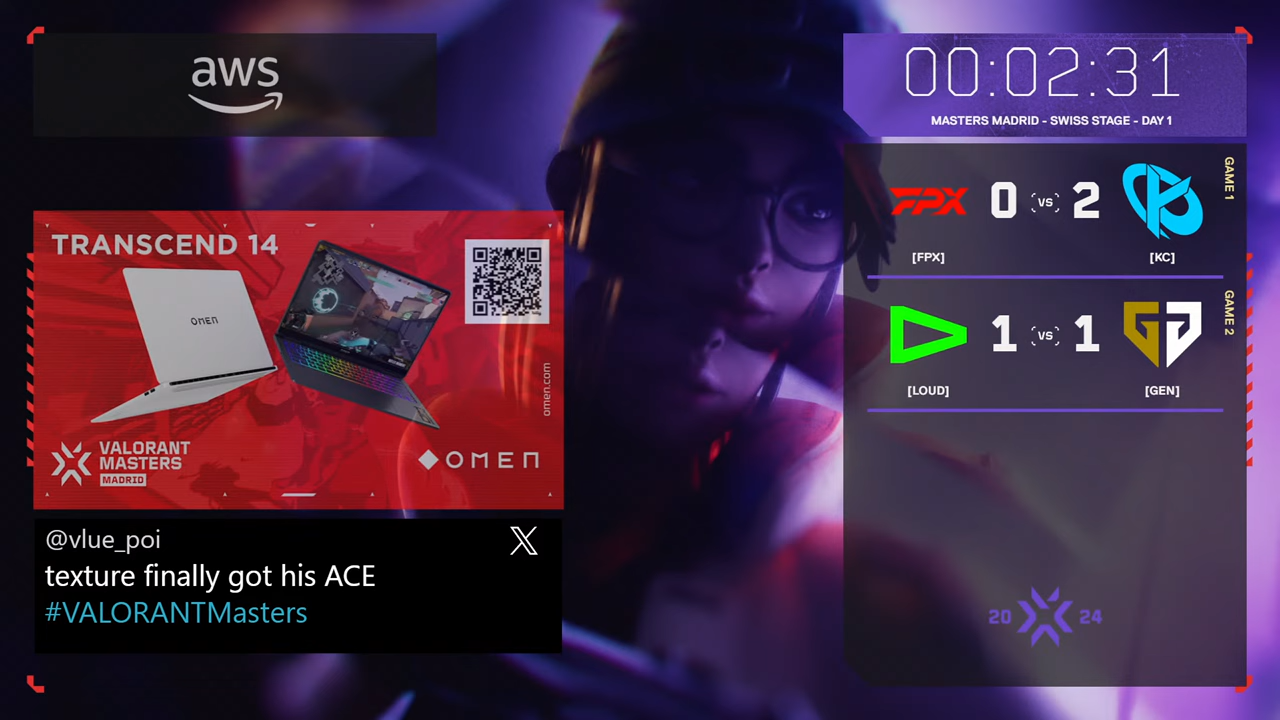 aws
00:02:31
MASTERS MADRID - SWISS STAGE - DAY 1
GAME 1
FPX 0 VS 2
[FPX] [KC]
GAME 2
1 VS 1
[LOUD] [GEN]
20 24
TRANSCEND 14
OMEN
omen.com
VALORANT
MASTERS
MADRID
OMEN
@vlue_poi
texture finally got his ACE
#VALORANTMasters